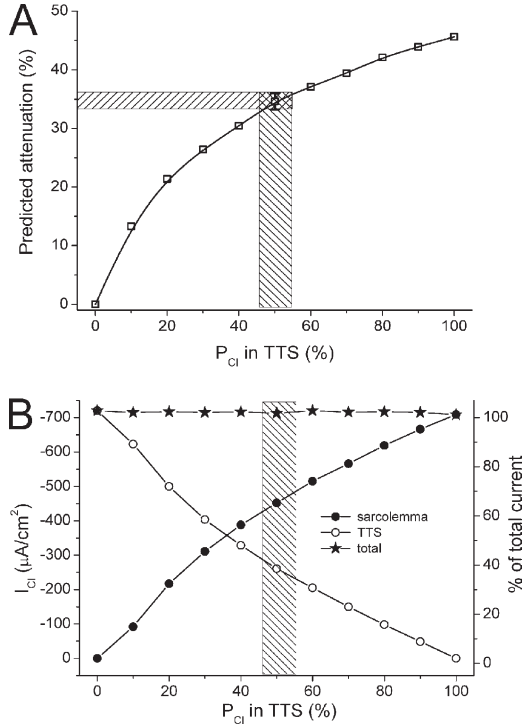 A
50
40
30
20
10
0
Predicted attenuation (%)
0 20 40 60 80 100
P_Cl in TTS (%)
B
-700
-600
-500
-400
-300
-200
-100
0
I_Cl (µA/cm²)
100
80
60
40
20
0
% of total current
sarcolemma
TTS
total
0 20 40 60 80 100
P_Cl in TTS (%)